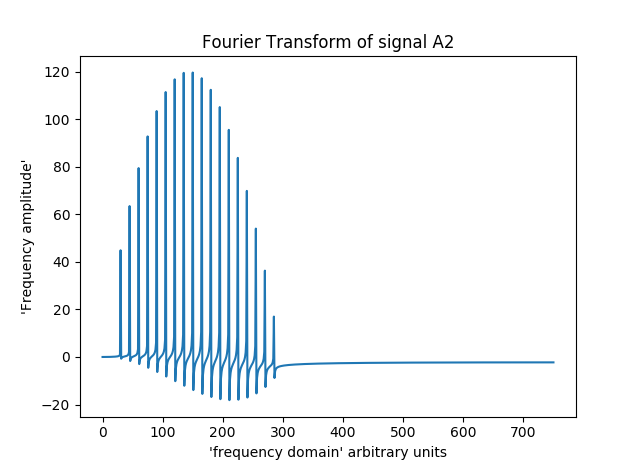 Fourier Transform of signal A2
120
100
80
60
40
20
0
−20
'Frequency amplitude'
0 100 200 300 400 500 600 700
'frequency domain' arbitrary units